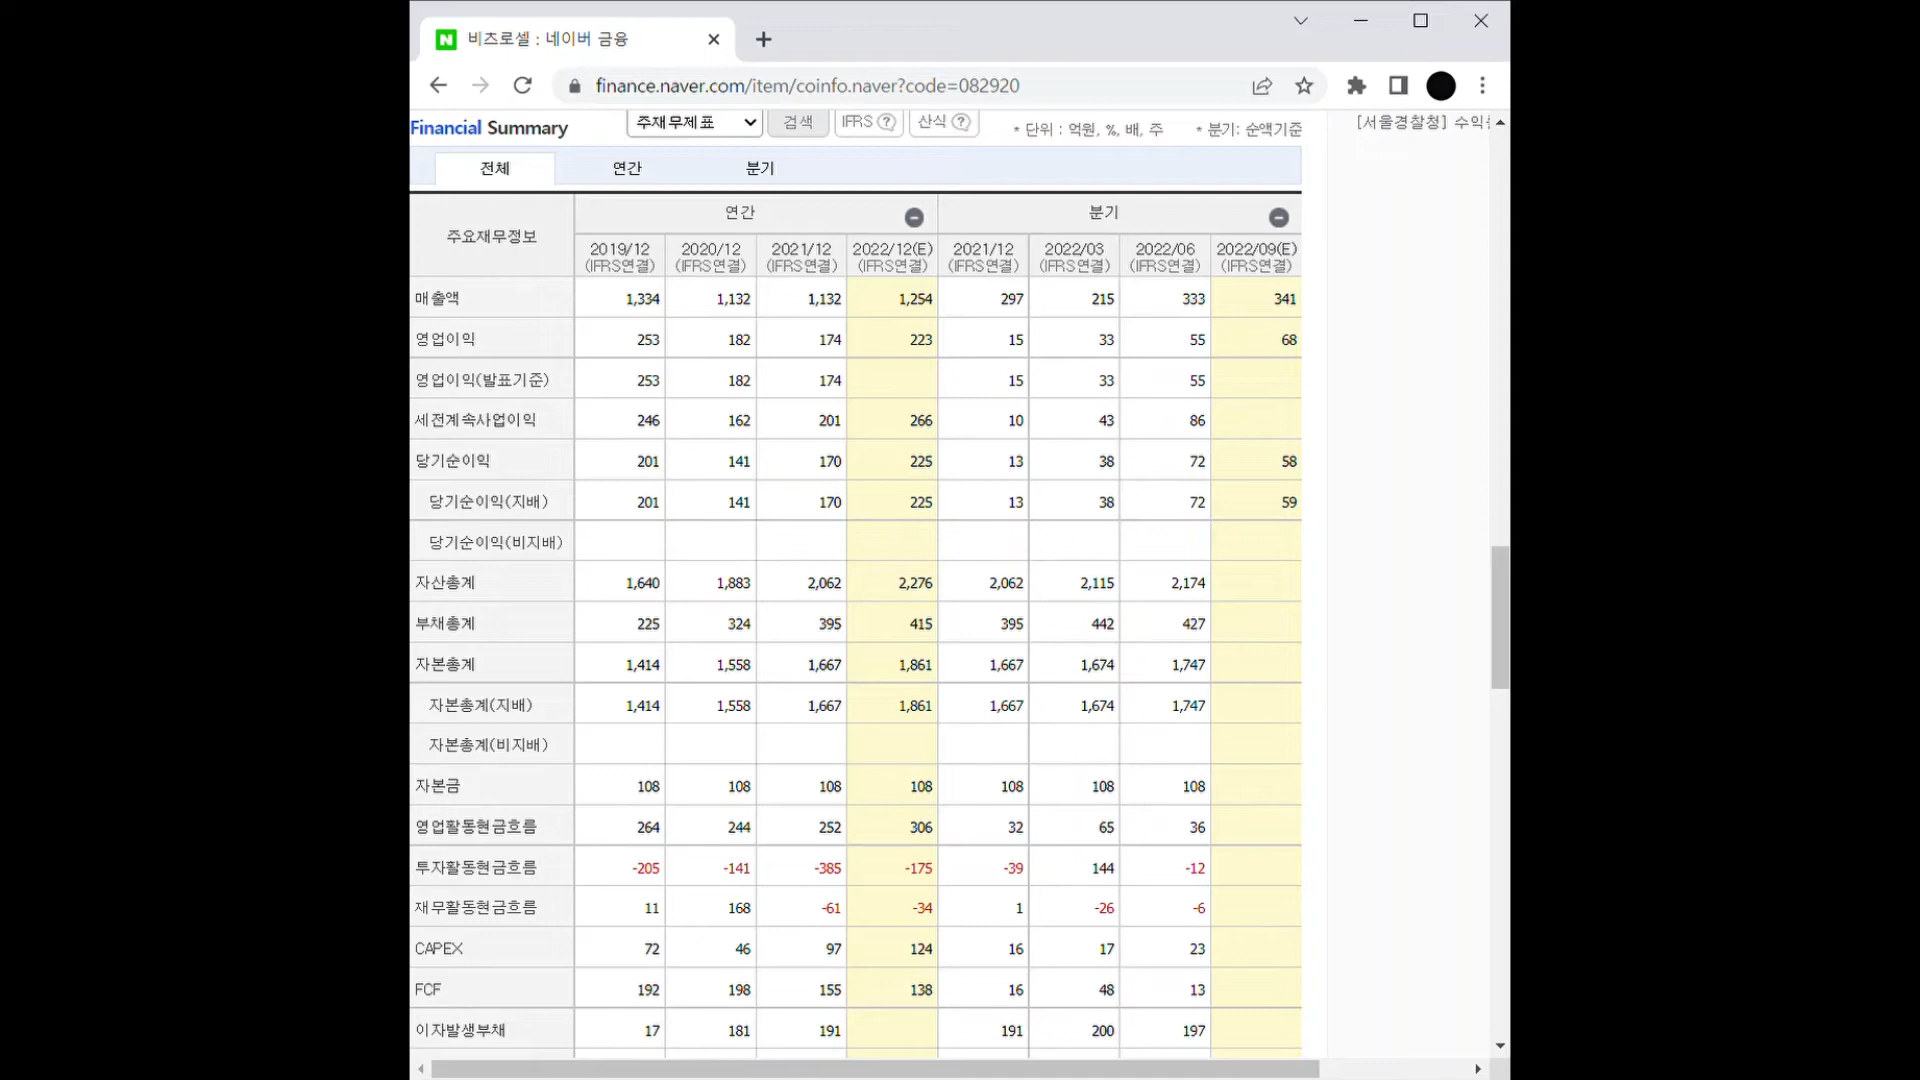 비츠로셀 : 네이버 금융
finance.naver.com/item/coinfo.naver?code=082920
Financial Summary 주재무제표 검색 IFRS ? 산식 ? * 단위 : 억원, %, 배, 주 * 분기: 순액기준
[서울경찰청] 수익
전체 연간 분기
주요재무정보 연간 분기
2019/12 2020/12 2021/12 2022/12(E) 2021/12 2022/03 2022/06 2022/09(E)
(IFRS연결) (IFRS연결) (IFRS연결) (IFRS연결) (IFRS연결) (IFRS연결) (IFRS연결) (IFRS연결)
매출액 1,334 1,132 1,132 1,254 297 215 333 341
영업이익 253 182 174 223 15 33 55 68
영업이익(발표기준) 253 182 174 15 33 55
세전계속사업이익 246 162 201 266 10 43 86
당기순이익 201 141 170 225 13 38 72 58
당기순이익(지배) 201 141 170 225 13 38 72 59
당기순이익(비지배)
자산총계 1,640 1,883 2,062 2,276 2,062 2,115 2,174
부채총계 225 324 395 415 395 442 427
자본총계 1,414 1,558 1,667 1,861 1,667 1,674 1,747
자본총계(지배) 1,414 1,558 1,667 1,861 1,667 1,674 1,747
자본총계(비지배)
자본금 108 108 108 108 108 108 108
영업활동현금흐름 264 244 252 306 32 65 36
투자활동현금흐름 -205 -141 -385 -175 -39 144 -12
재무활동현금흐름 11 168 -61 -34 1 -26 -6
CAPEX 72 46 97 124 16 17 23
FCF 192 198 155 138 16 48 13
이자발생부채 17 181 191 191 200 197